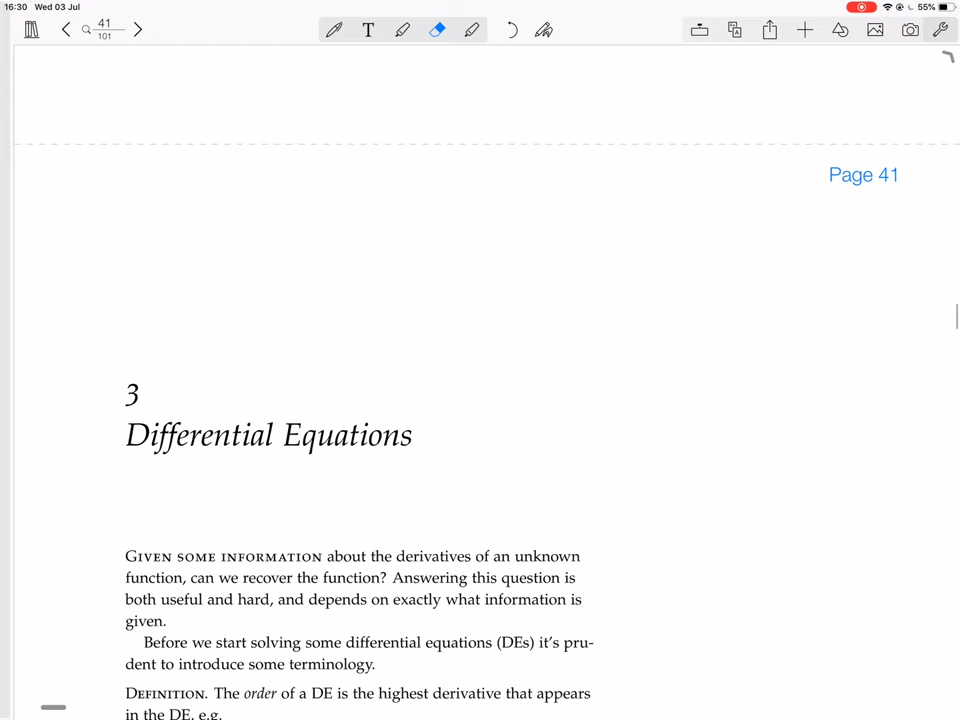 16:30 Wed 03 Jul
55%
41
101
T
Page 41
3
Differential Equations
GIVEN SOME INFORMATION about the derivatives of an unknown
function, can we recover the function? Answering this question is
both useful and hard, and depends on exactly what information is
given.
Before we start solving some differential equations (DEs) it's pru-
dent to introduce some terminology.
DEFINITION. The order of a DE is the highest derivative that appears
in the DE, e.g.